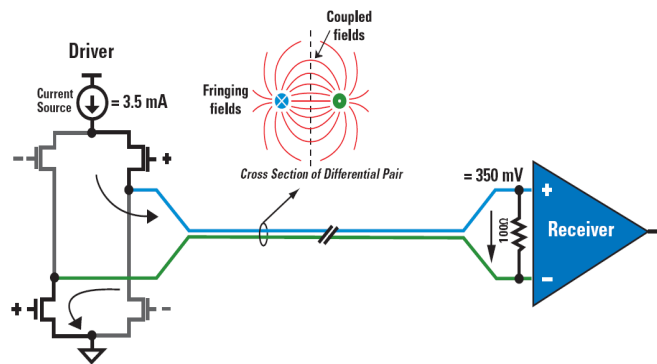 Driver
Current
Source
= 3.5 mA
Coupled
fields
Fringing
fields
Cross Section of Differential Pair
− +
+ −
= 350 mV
100Ω
+
−
Receiver